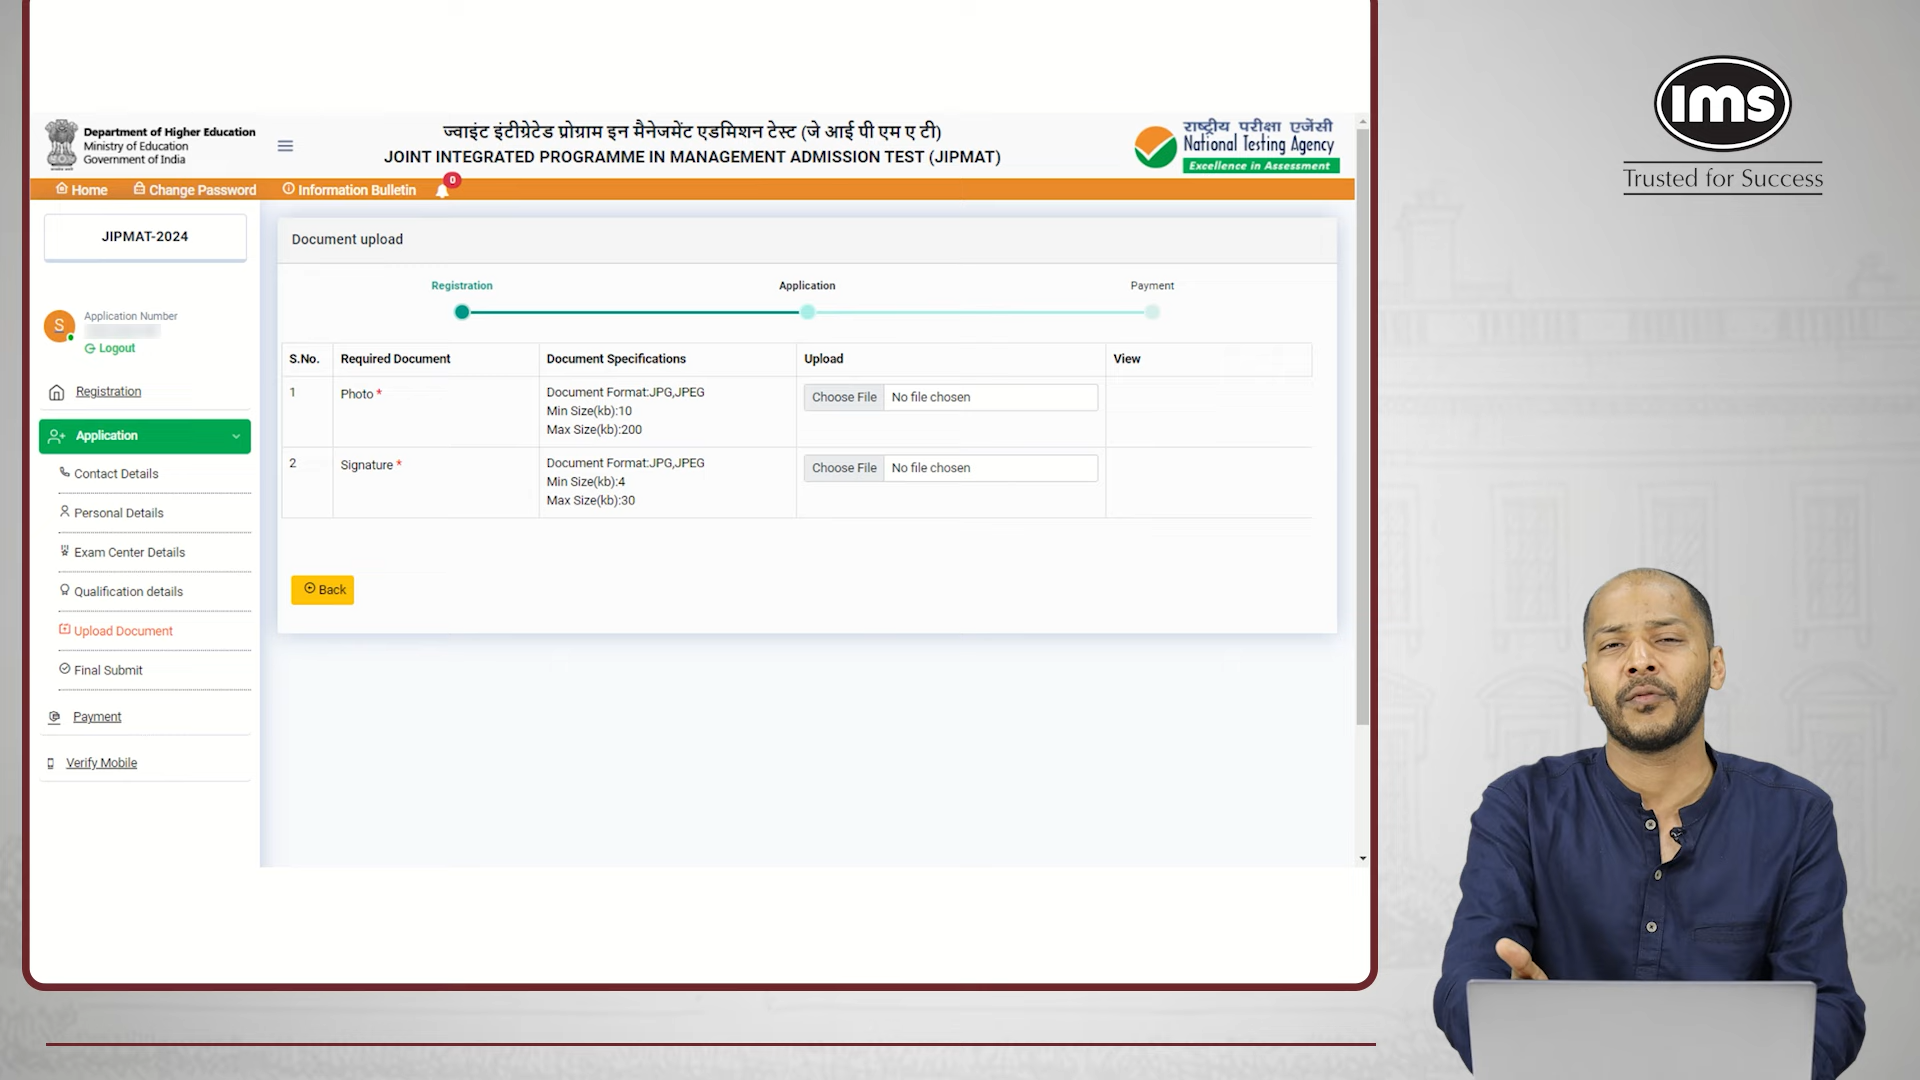 Department of Higher Education
Ministry of Education
Government of India
ज्वाइंट इंटीग्रेटेड प्रोग्राम इन मैनेजमेंट एडमिशन टेस्ट (जे आई पी एम ए टी)
JOINT INTEGRATED PROGRAMME IN MANAGEMENT ADMISSION TEST (JIPMAT)
राष्ट्रीय परीक्षा एजेंसी
National Testing Agency
Excellence in Assessment
Home Change Password Information Bulletin 0
JIPMAT-2024
S
Application Number
Logout
Registration
Application
Contact Details
Personal Details
Exam Center Details
Qualification details
Upload Document
Final Submit
Payment
Verify Mobile
Document upload
Registration Application Payment
S.No. Required Document Document Specifications Upload View
1 Photo * Document Format:JPG,JPEG Choose File No file chosen
Min Size(kb):10
Max Size(kb):200
2 Signature * Document Format:JPG,JPEG Choose File No file chosen
Min Size(kb):4
Max Size(kb):30
Back
ims
Trusted for Success